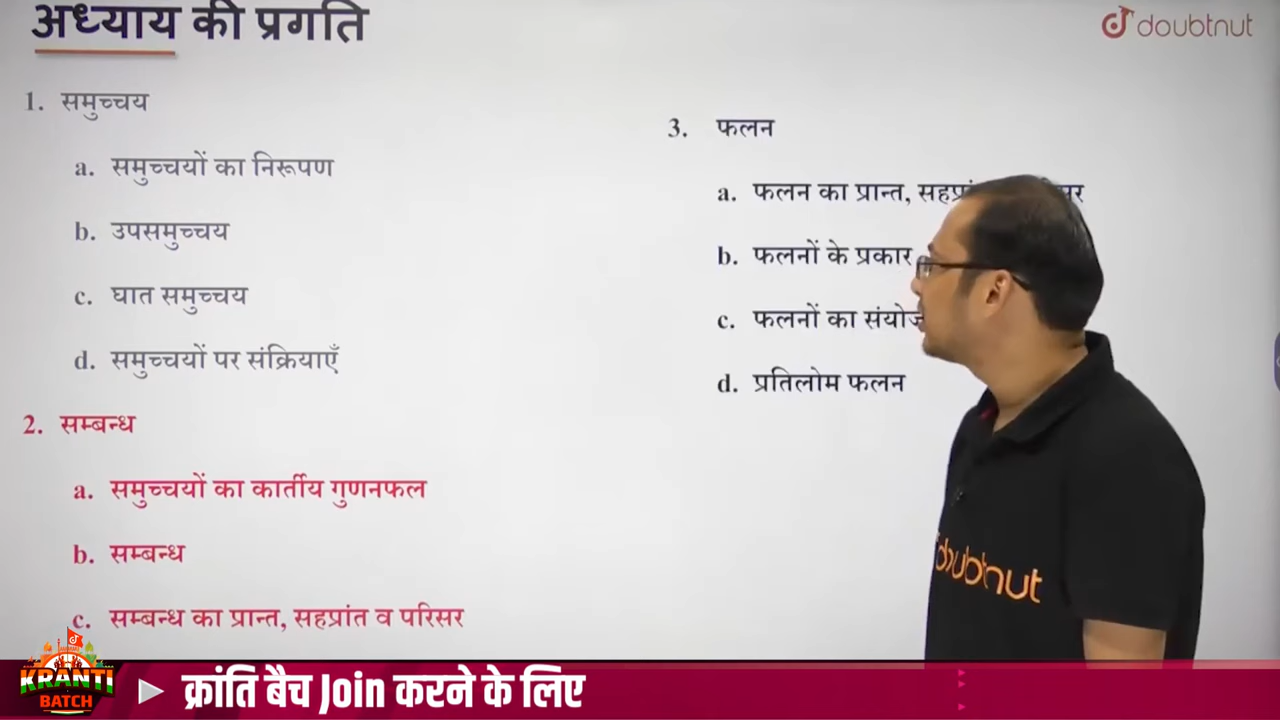 अध्याय की प्रगति
doubtnut
1. समुच्चय
a. समुच्चयों का निरूपण
b. उपसमुच्चय
c. घात समुच्चय
d. समुच्चयों पर संक्रियाएँ
2. सम्बन्ध
a. समुच्चयों का कार्तीय गुणनफल
b. सम्बन्ध
c. सम्बन्ध का प्रान्त, सहप्रांत व परिसर
3. फलन
a. फलन का प्रान्त,
b. फलनों के प्रकार
c. फलनों का
d. प्रतिलोम फलन
doubtnut
KRANTI
BATCH
क्रांति बैच Join करने के लिए